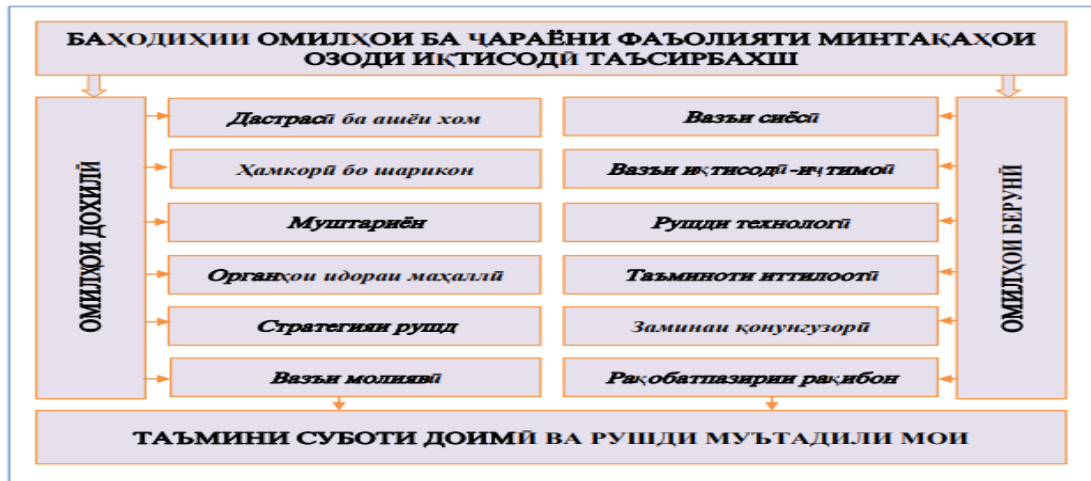 БАҲОДИҲИИ ОМИЛҲОИ БА ҶАРАЁНИ ФАЪОЛИЯТИ МИНТАҚАҲОИ
ОЗОДИ ИҚТИСОДӢ ТАЪСИРБАХШ
ОМИЛҲОИ ДОХИЛӢ
Дастрасӣ ба ашёи хом
Ҳамкорӣ бо шарикон
Муштариён
Органҳои идораи маҳаллӣ
Стратегияи рушд
Вазъи молиявӣ
Вазъи сиёсӣ
Вазъи иқтисодӣ-иҷтимоӣ
Рушди технологӣ
Таъминоти иттилоотӣ
Заминаи қонунгузорӣ
Рақобатпазирии рақибон
ОМИЛҲОИ БЕРУНӢ
ТАЪМИНИ СУБОТИ ДОИМӢ ВА РУШДИ МУЪТАДИЛИ МОИ